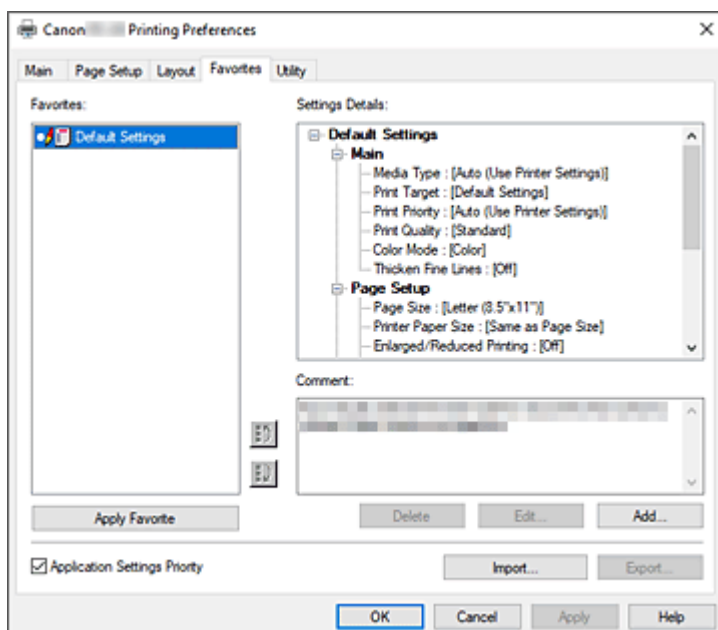 Canon Printing Preferences
Main Page Setup Layout Favorites Utility
Favorites:
Default Settings
Settings Details:
Default Settings
Main
Media Type : [Auto (Use Printer Settings)]
Print Target : [Default Settings]
Print Priority : [Auto (Use Printer Settings)]
Print Quality : [Standard]
Color Mode : [Color]
Thicken Fine Lines : [Off]
Page Setup
Page Size : [Letter (8.5"x11")]
Printer Paper Size : [Same as Page Size]
Enlarged/Reduced Printing : [Off]
Comment:
Apply Favorite
Delete Edit... Add...
Application Settings Priority
Import... Export...
OK Cancel Apply Help